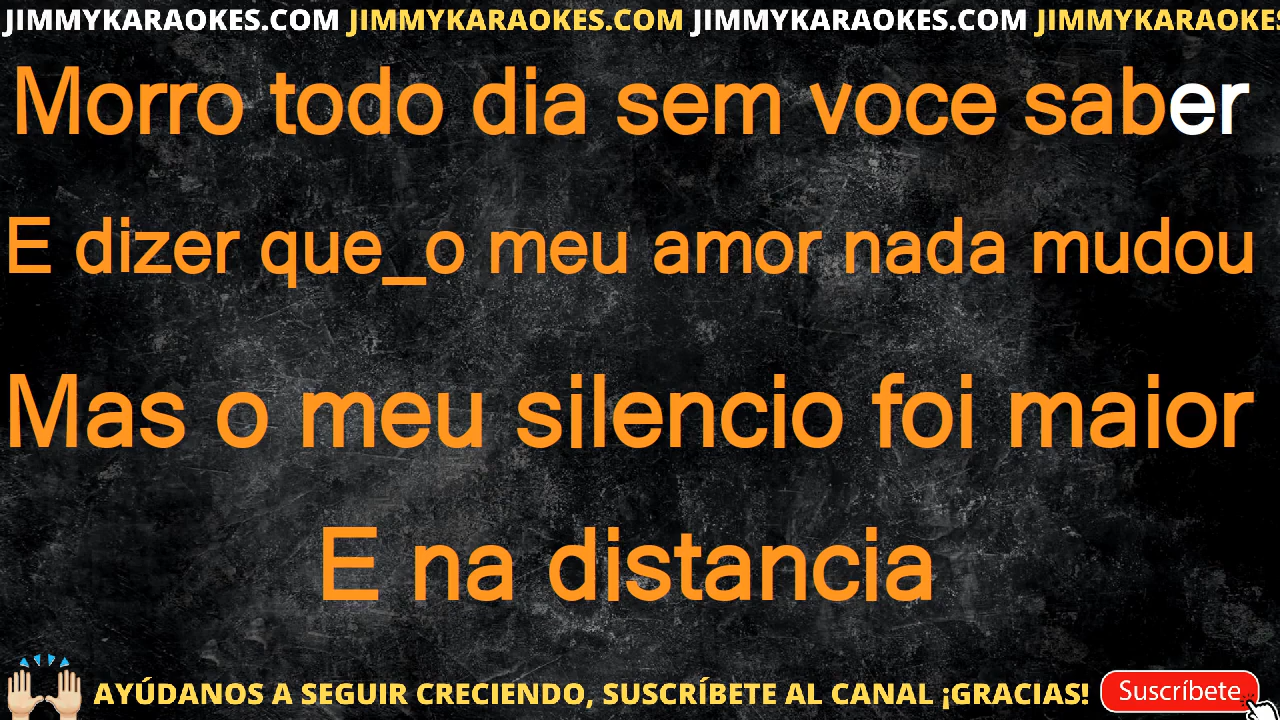 JIMMYKARAOKES.COM JIMMYKARAOKES.COM JIMMYKARAOKES.COM JIMMYKARAOKES
Morro todo dia sem voce saber
E dizer que_o meu amor nada mudou
Mas o meu silencio foi maior
E na distancia
AYÚDANOS A SEGUIR CRECIENDO, SUSCRÍBETE AL CANAL ¡GRACIAS! Suscríbete